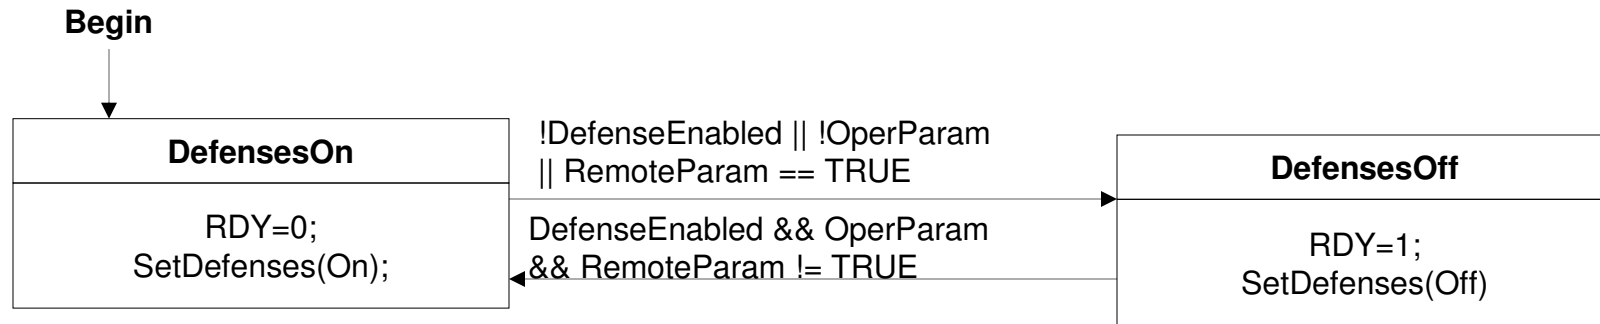 Begin
DefensesOn
RDY=0;
SetDefenses(On);
!DefenseEnabled || !OperParam
|| RemoteParam == TRUE
DefenseEnabled && OperParam
&& RemoteParam != TRUE
DefensesOff
RDY=1;
SetDefenses(Off)